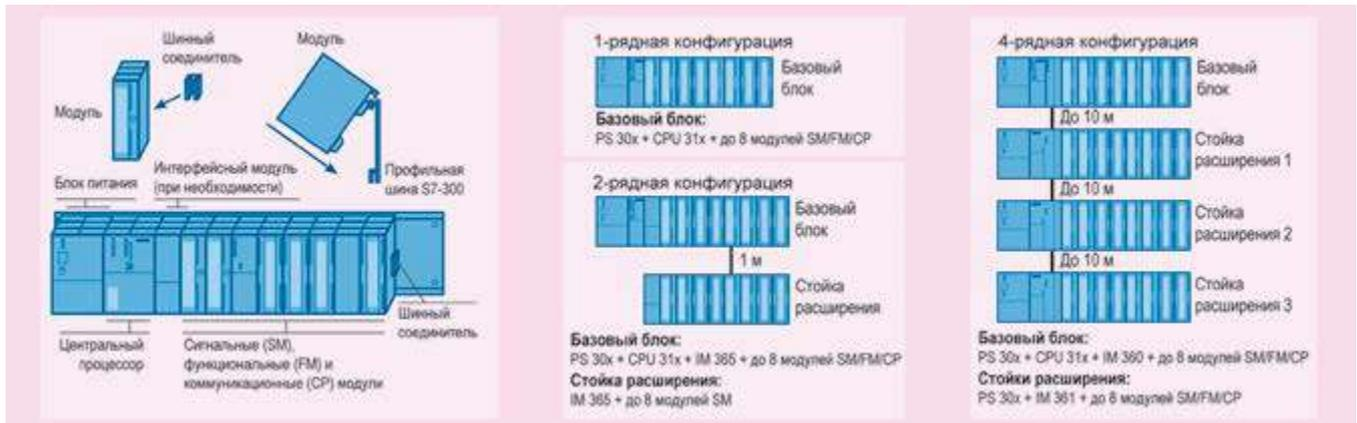 Шинный
соединитель
Модуль
Модуль
Профильная
шина S7-300
Интерфейсный модуль
(при необходимости)
Блок питания
Шинный
соединитель
Центральный
процессор
Сигнальные (SM),
функциональные (FM) и
коммуникационные (CP) модули
1-рядная конфигурация
Базовый
блок
Базовый блок:
PS 30x + CPU 31x + до 8 модулей SM/FM/CP
2-рядная конфигурация
Базовый
блок
1 м
Стойка
расширения
Базовый блок:
PS 30x + CPU 31x + IM 365 + до 8 модулей SM/FM/CP
Стойка расширения:
IM 365 + до 8 модулей SM
4-рядная конфигурация
Базовый
блок
До 10 м
Стойка
расширения 1
До 10 м
Стойка
расширения 2
До 10 м
Стойка
расширения 3
Базовый блок:
PS 30x + CPU 31x + IM 360 + до 8 модулей SM/FM/CP
Стойки расширения:
PS 30x + IM 361 + до 8 модулей SM/FM/CP